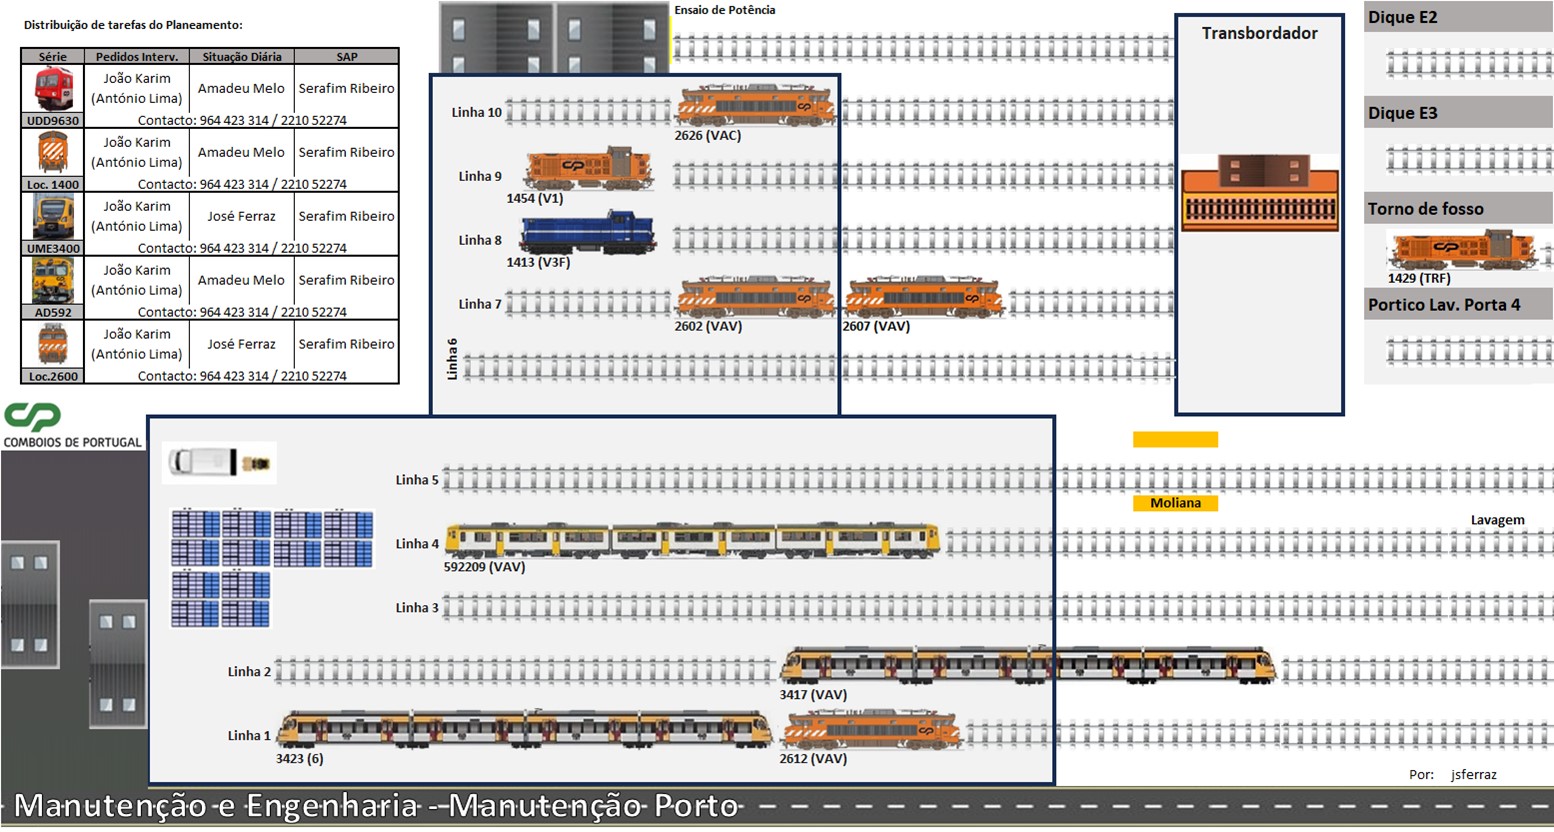 Distribuição de tarefas do Planeamento:
Série Pedidos Interv. Situação Diária SAP
João Karim
(António Lima) Amadeu Melo Serafim Ribeiro
UDD9630 Contacto: 964 423 314 / 2210 52274
João Karim
(António Lima) Amadeu Melo Serafim Ribeiro
Loc. 1400 Contacto: 964 423 314 / 2210 52274
João Karim
(António Lima) José Ferraz Serafim Ribeiro
UME3400 Contacto: 964 423 314 / 2210 52274
João Karim
(António Lima) Amadeu Melo Serafim Ribeiro
AD592 Contacto: 964 423 314 / 2210 52274
João Karim
(António Lima) José Ferraz Serafim Ribeiro
Loc.2600 Contacto: 964 423 314 / 2210 52274
CP
COMBOIOS DE PORTUGAL
Ensaio de Potência
Linha 10
2626 (VAC)
Linha 9
1454 (V1)
Linha 8
1413 (V3F)
Linha 7
2602 (VAV) 2607 (VAV)
Linha 6
Transbordador
Dique E2
Dique E3
Torno de fosso
1429 (TRF)
Portico Lav. Porta 4
Linha 5
Moliana
Lavagem
Linha 4
592209 (VAV)
Linha 3
Linha 2
3417 (VAV)
Linha 1
3423 (6) 2612 (VAV)
Por: jsferraz
Manutenção e Engenharia - Manutenção Porto